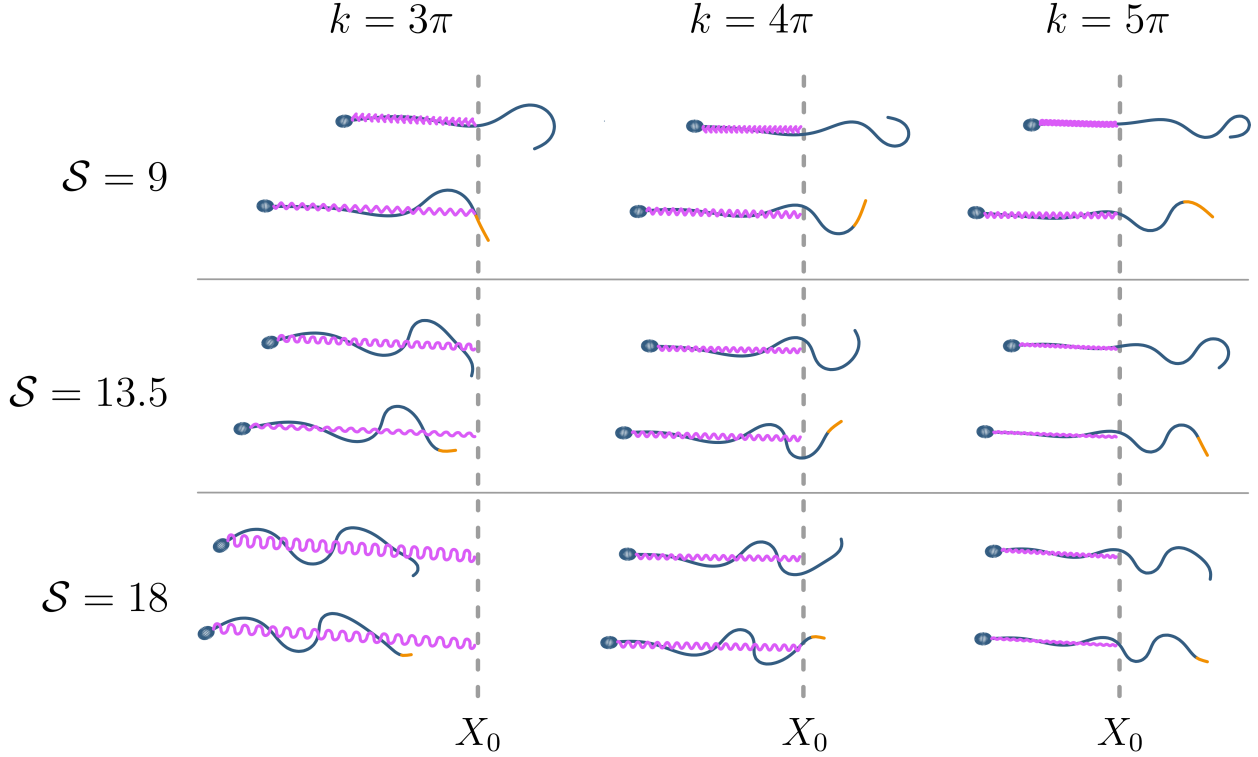 k = 3π k = 4π k = 5π
𝒮 = 9
𝒮 = 13.5
𝒮 = 18
X₀ X₀ X₀